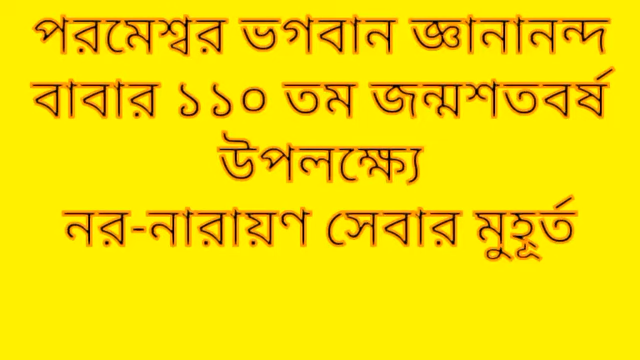 পরমেশ্বর ভগবান জ্ঞানানন্দ
বাবার ১১০ তম জন্মশতবর্ষ
উপলক্ষ্যে
নর-নারায়ণ সেবার মুহূর্ত